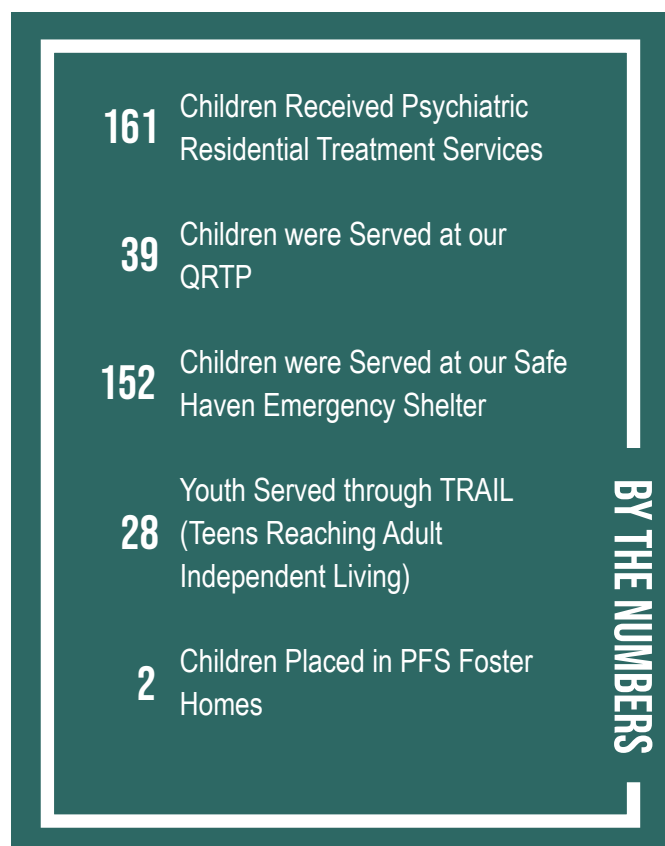 161
Children Received Psychiatric
Residential Treatment Services
39
Children were Served at our
QRTP
152
Children were Served at our Safe
Haven Emergency Shelter
28
Youth Served through TRAIL
(Teens Reaching Adult
Independent Living)
2
Children Placed in PFS Foster
Homes
BY THE NUMBERS